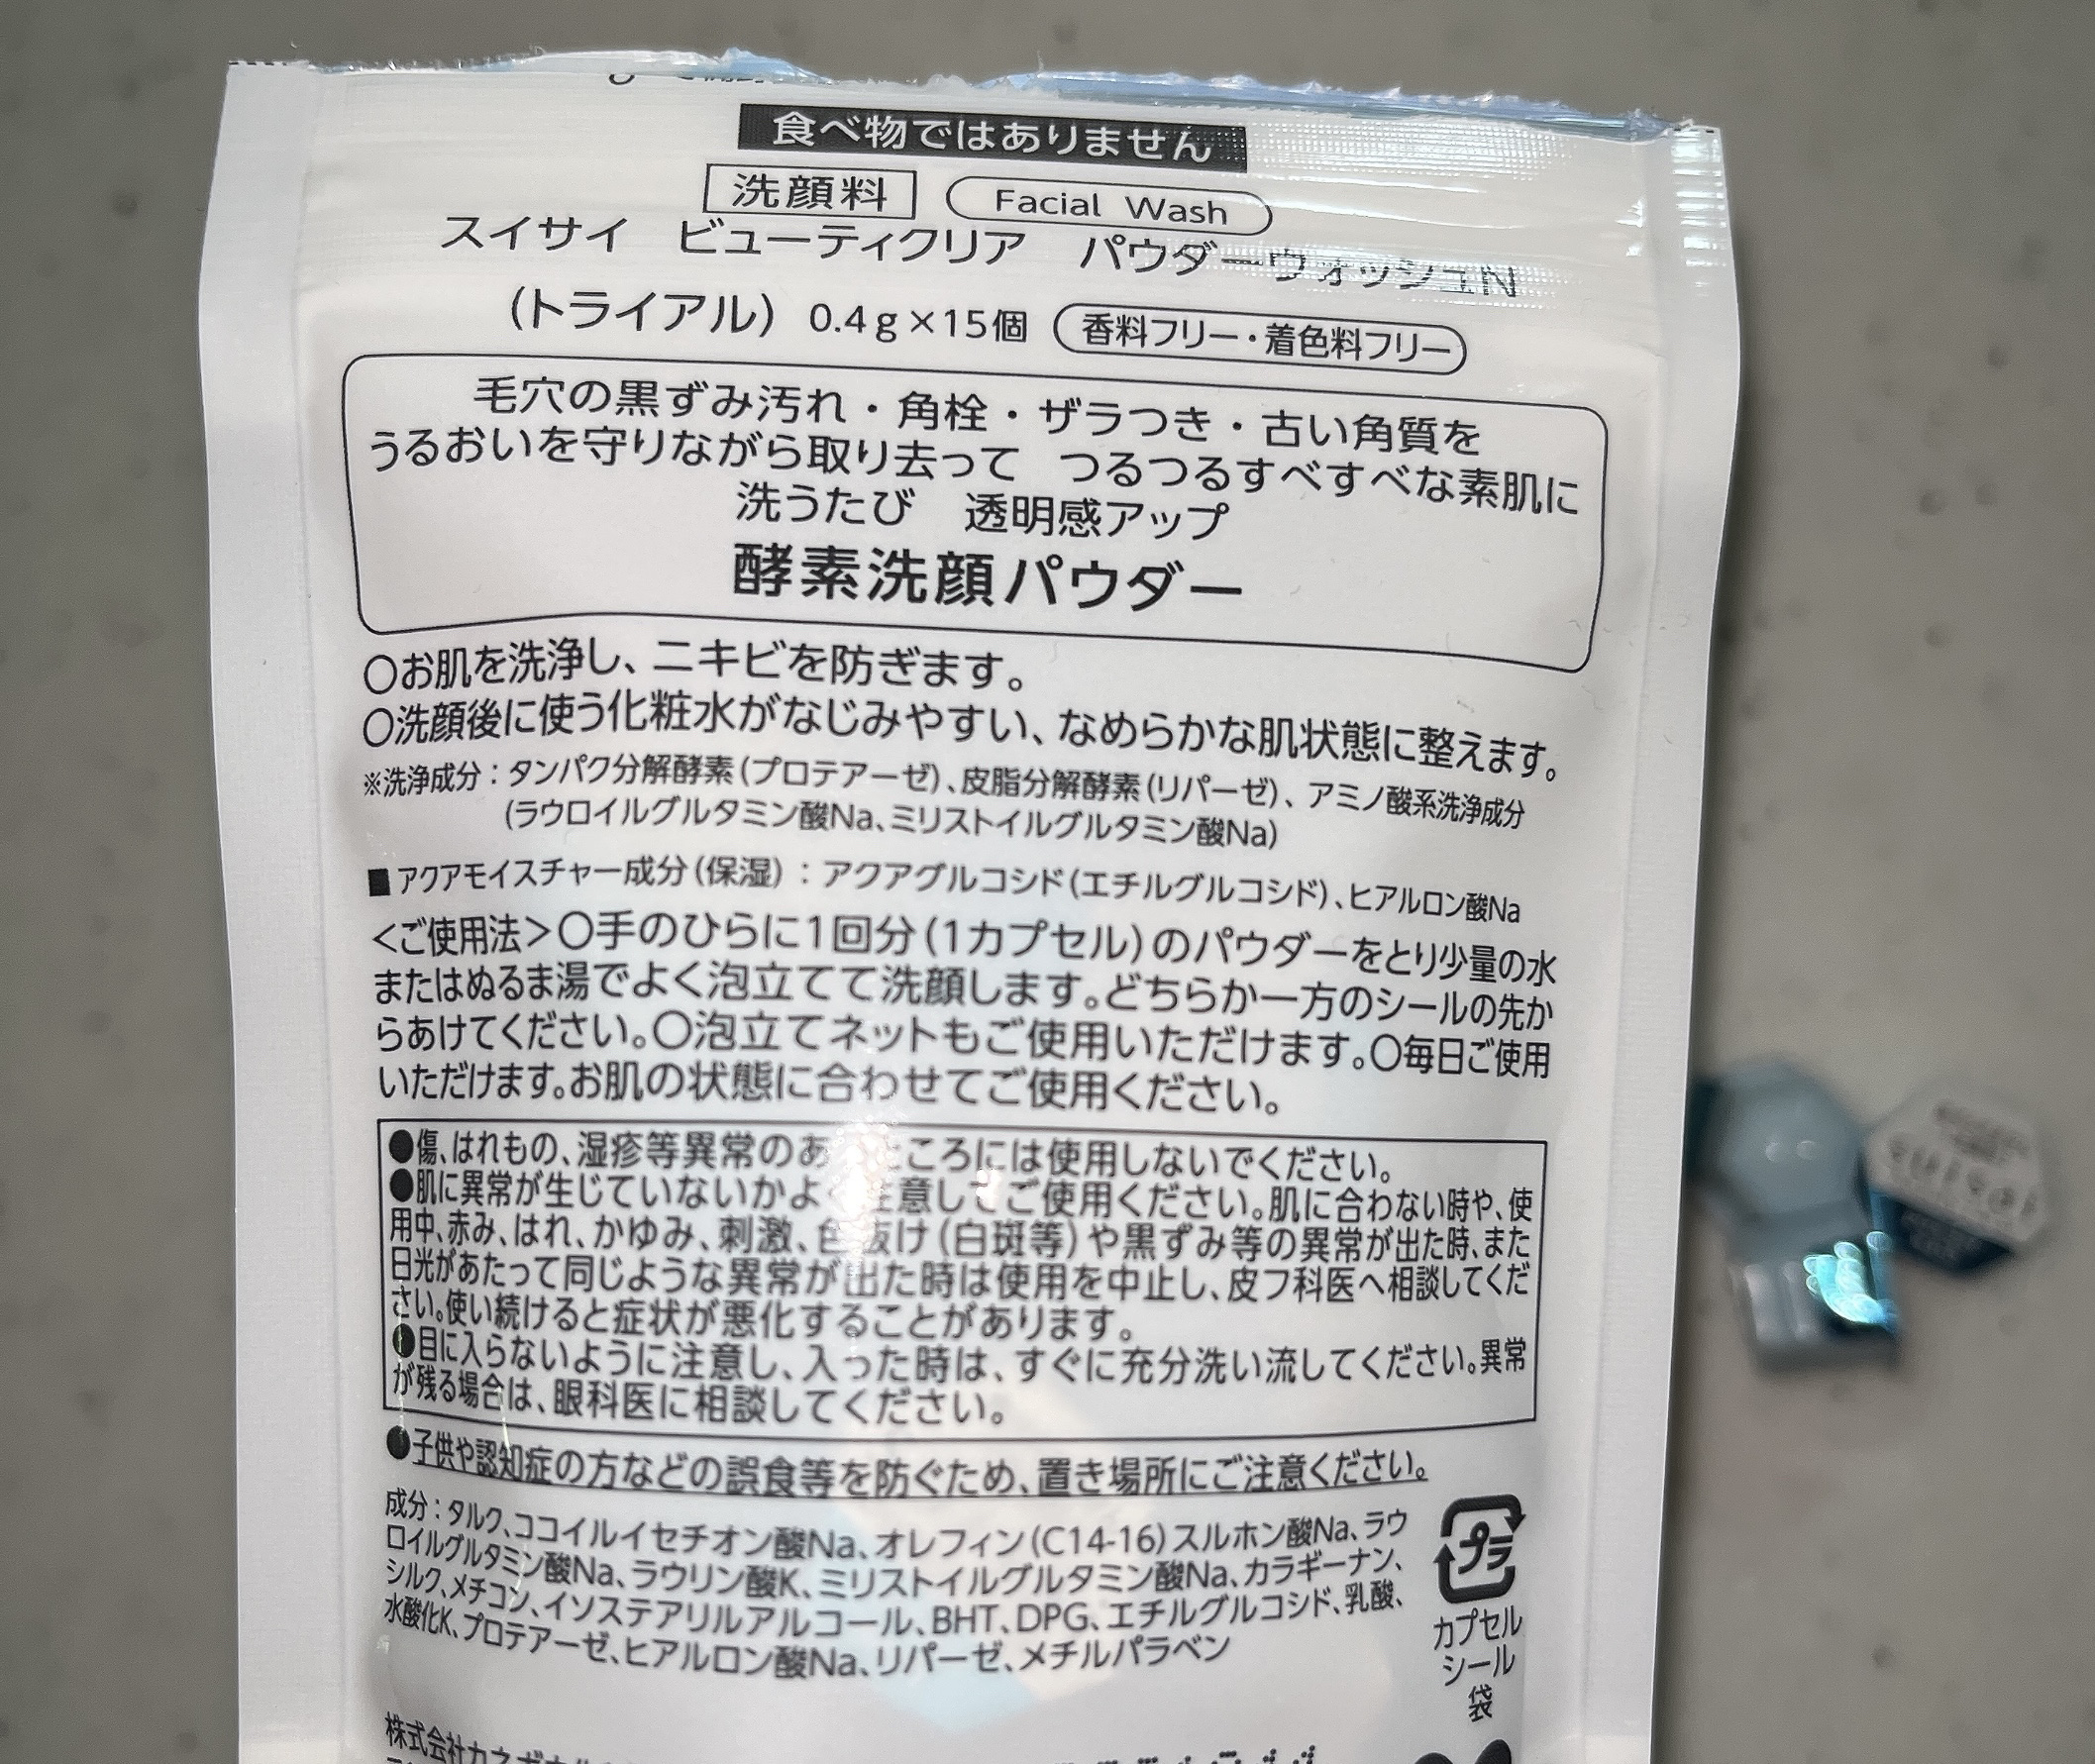 食べ物ではありません
洗顔料 Facial Wash
スイサイ ビューティクリア パウダーウォッシュN
(トライアル) 0.4g×15個 香料フリー・着色料フリー
毛穴の黒ずみ汚れ・角栓・ザラつき・古い角質を
うるおいを守りながら取り去って つるつるすべすべな素肌に
洗うたび 透明感アップ
酵素洗顔パウダー
○お肌を洗浄し、ニキビを防ぎます。
○洗顔後に使う化粧水がなじみやすい、なめらかな肌状態に整えます。
※洗浄成分:タンパク分解酵素(プロテアーゼ)、皮脂分解酵素(リパーゼ)、アミノ酸系洗浄成分
(ラウロイルグルタミン酸Na、ミリストイルグルタミン酸Na)
■アクアモイスチャー成分(保湿):アクアグルコシド(エチルグルコシド)、ヒアルロン酸Na
<ご使用法>○手のひらに1回分(1カプセル)のパウダーをとり少量の水
またはぬるま湯でよく泡立てて洗顔します。どちらか一方のシールの先か
らあけてください。○泡立てネットもご使用いただけます。○毎日ご使用
いただけます。お肌の状態に合わせてご使用ください。
●傷、はれもの、湿疹等異常のあ ころには使用しないでください。
●肌に異常が生じていないかよく注意してご使用ください。肌に合わない時や、使
用中、赤み、はれ、かゆみ、刺激、色抜け(白斑等)や黒ずみ等の異常が出た時、また
日光があたって同じような異常が出た時は使用を中止し、皮フ科医へ相談してくだ
さい。使い続けると症状が悪化することがあります。
●目に入らないように注意し、入った時は、すぐに充分洗い流してください。異常
が残る場合は、眼科医に相談してください。
●子供や認知症の方などの誤食等を防ぐため、置き場所にご注意ください。
成分:タルク、ココイルイセチオン酸Na、オレフィン(C14-16)スルホン酸Na、ラウ
ロイルグルタミン酸Na、ラウリン酸K、ミリストイルグルタミン酸Na、カラギーナン、
シルク、メチコン、イソステアリルアルコール、BHT、DPG、エチルグルコシド、乳酸、
水酸化K、プロテアーゼ、ヒアルロン酸Na、リパーゼ、メチルパラベン
プラ
カプセル
シール
袋
株式会社カネボウ化
suisai